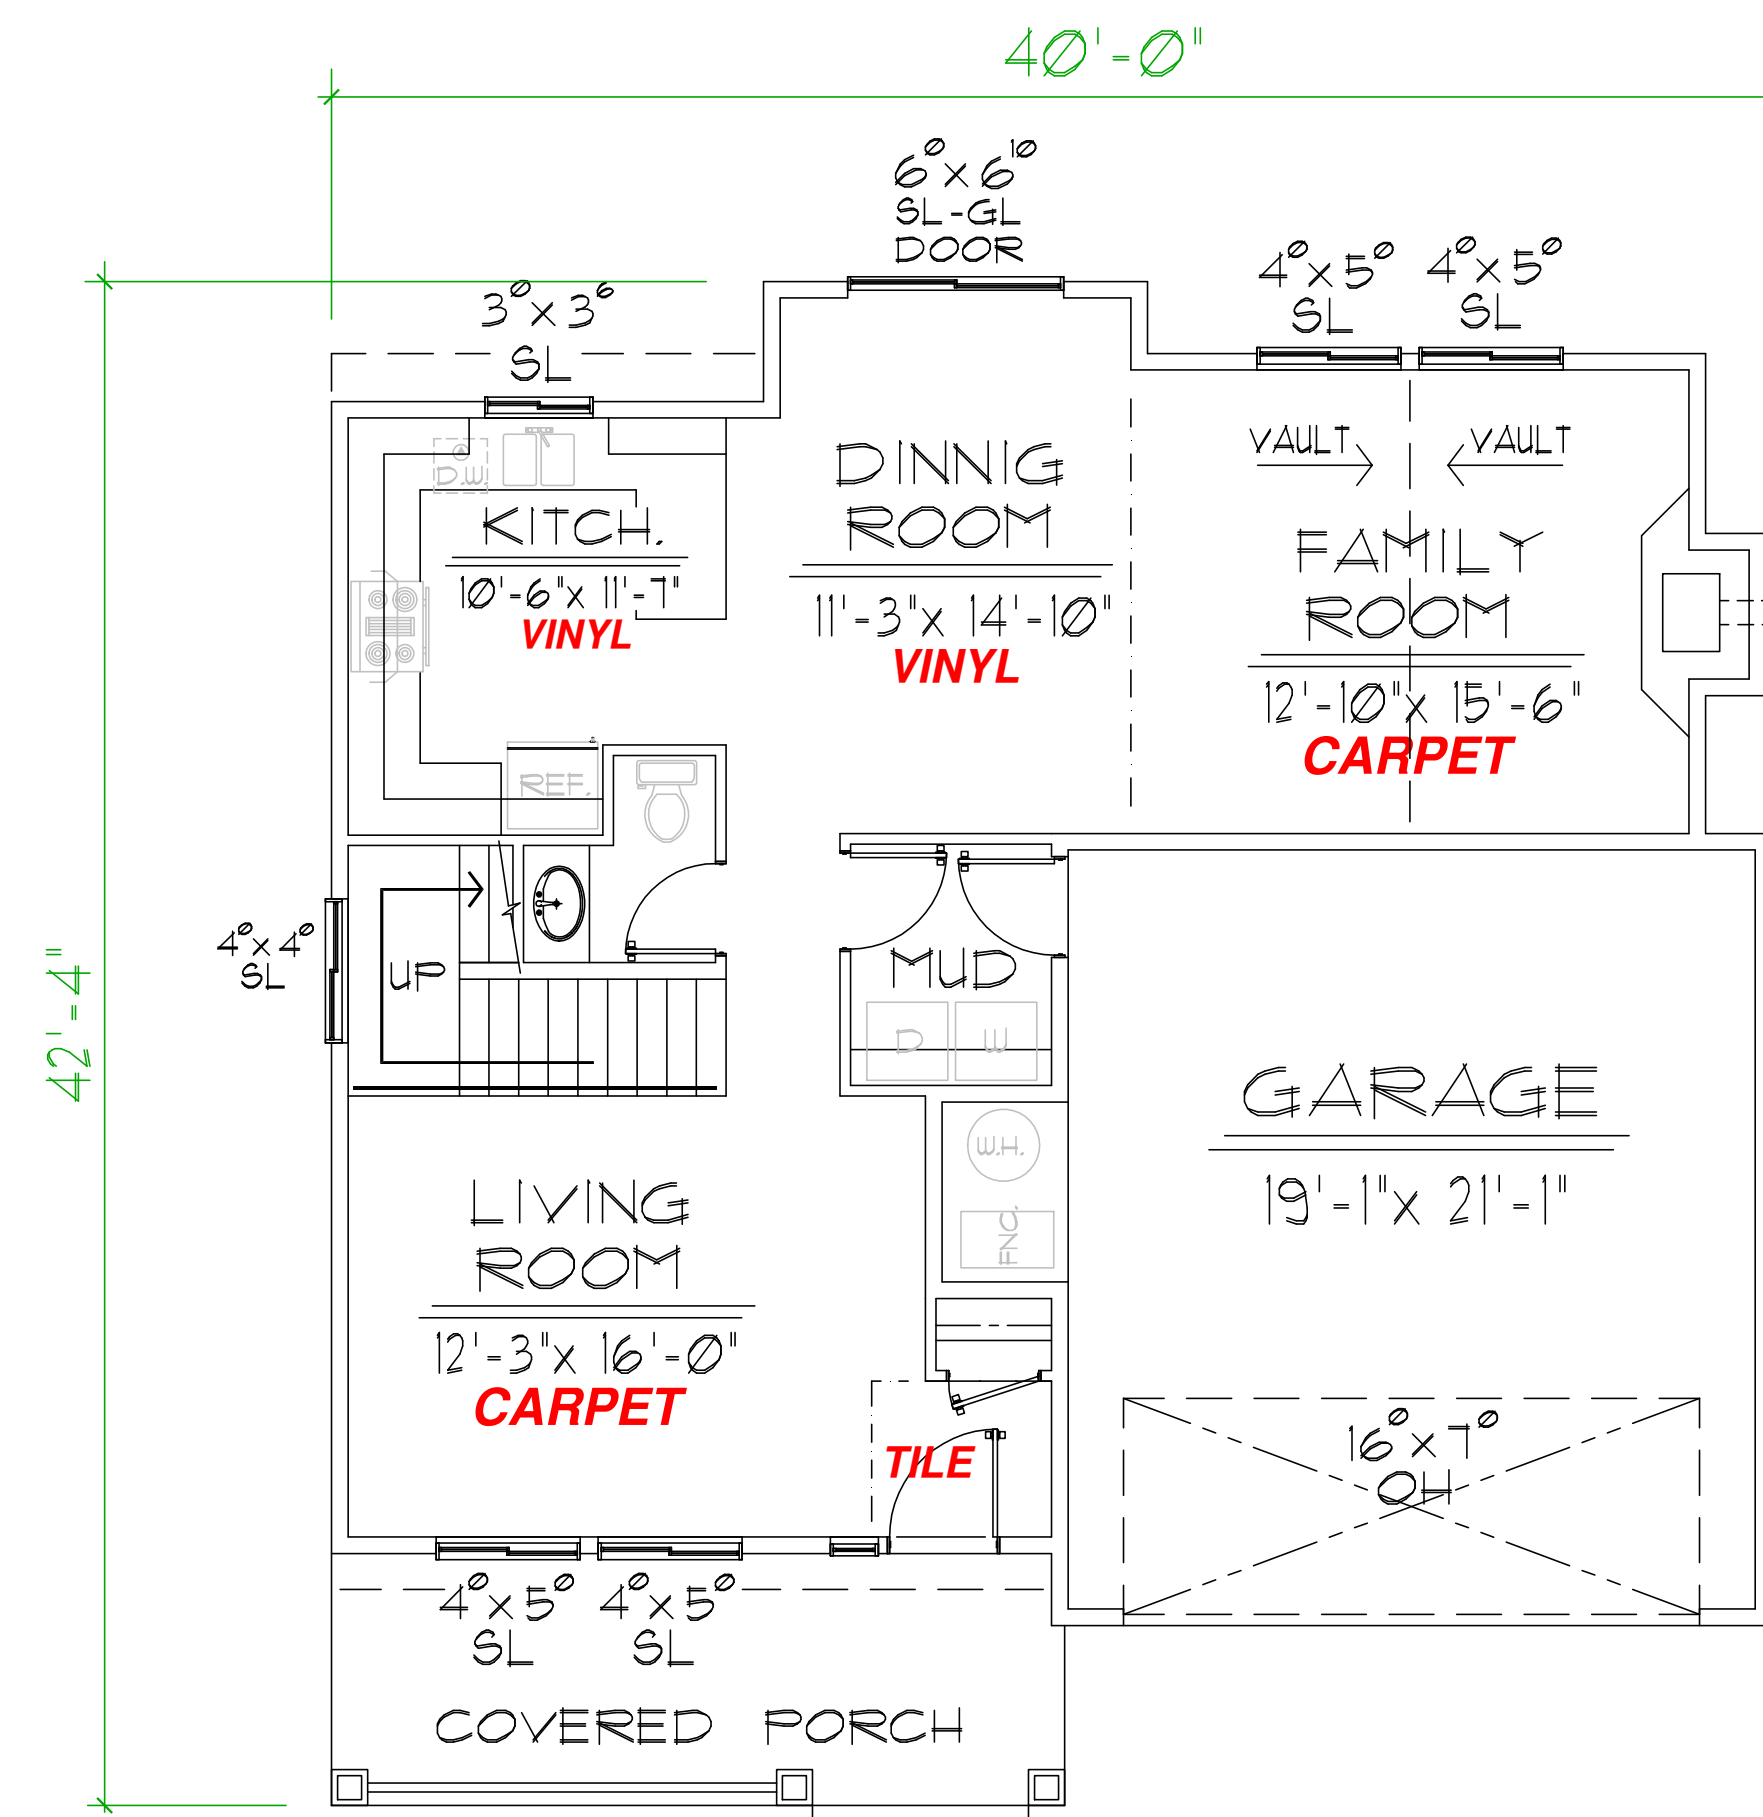 40'-0"
6⁰x6¹⁰
SL-GL
DOOR
4⁰x5⁰
SL
4⁰x5⁰
SL
3⁰x3⁶
SL
D.W.
KITCH.
10'-6"x 11'-7"
VINYL
DINNIG
ROOM
11'-3"x 14'-10"
VINYL
VAULT
VAULT
FAMILY
ROOM
12'-10"x 15'-6"
CARPET
REF.
4⁰x4⁰
SL
UP
MUD
D
W
42'-4"
GARAGE
19'-1"x 21'-1"
W.H.
FNC.
LIVING
ROOM
12'-3"x 16'-0"
CARPET
TILE
16⁰x7⁰
OH
4⁰x5⁰
SL
4⁰x5⁰
SL
COVERED PORCH